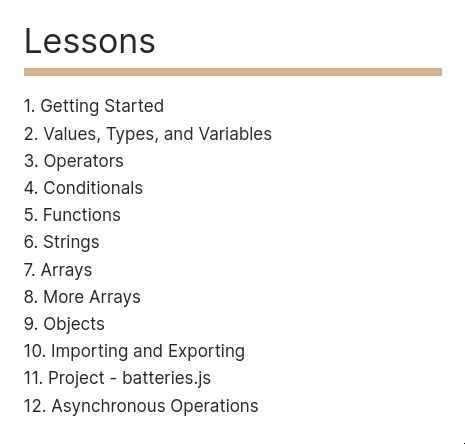 Lessons
1. Getting Started
2. Values, Types, and Variables
3. Operators
4. Conditionals
5. Functions
6. Strings
7. Arrays
8. More Arrays
9. Objects
10. Importing and Exporting
11. Project - batteries.js
12. Asynchronous Operations